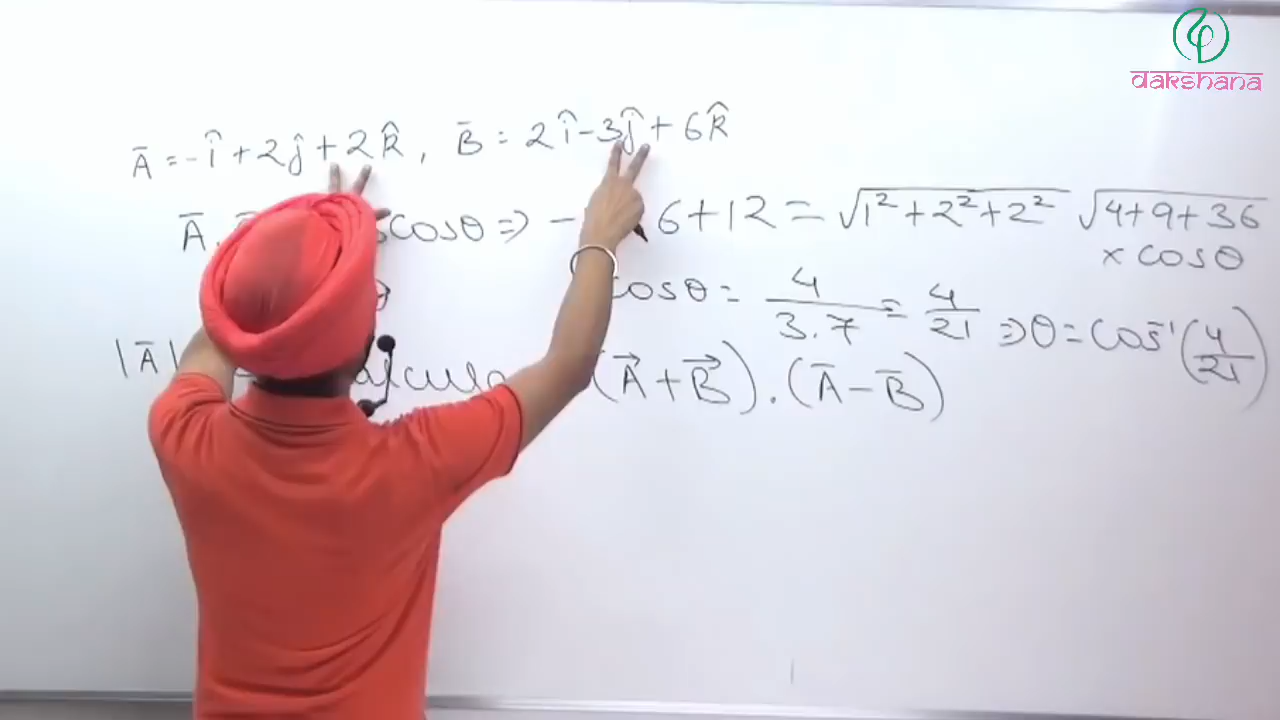 dakshana
Ā = -î + 2ĵ + 2k̂, B̄ = 2î - 3ĵ + 6k̂
Ā. cosθ ⇒ - 6+12 = √1²+2²+2² √4+9+36
× cosθ
cosθ = 4/3.7 = 4/21 ⇒ θ = cos⁻¹(4/21)
|Ā| (A⃗+B⃗).(Ā-B̄)